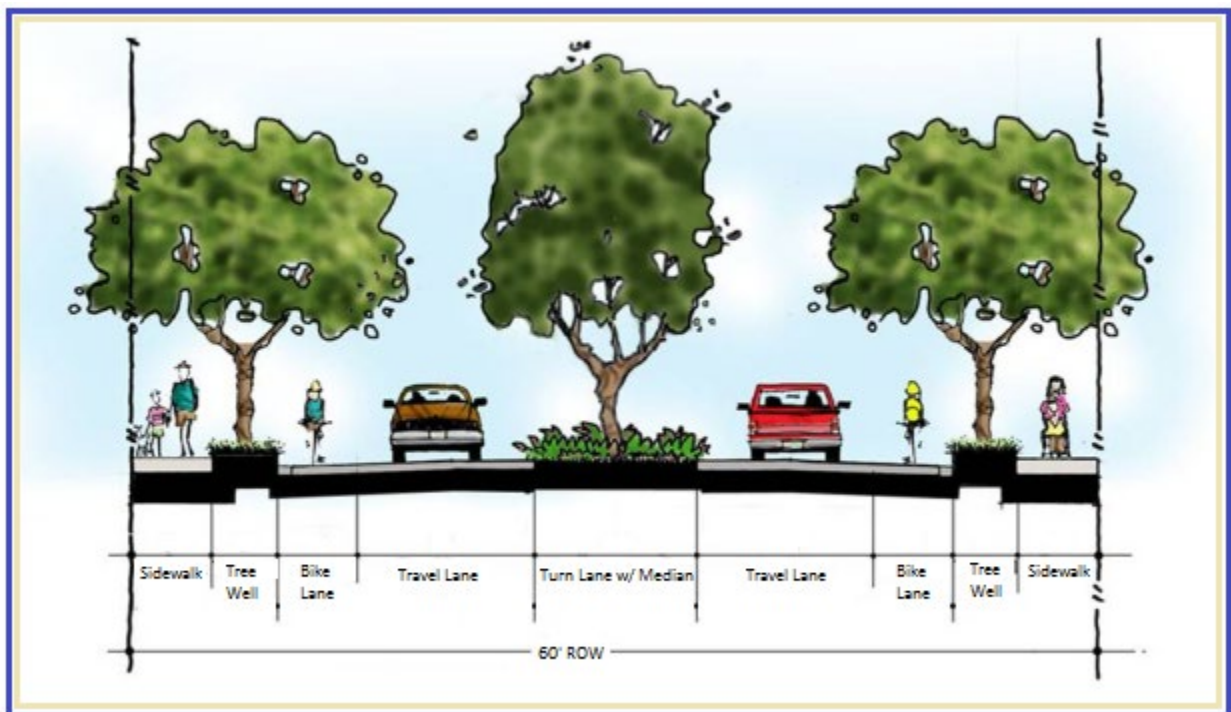 Sidewalk
Tree
Well
Bike
Lane
Travel Lane
Turn Lane w/ Median
Travel Lane
Bike
Lane
Tree
Well
Sidewalk
60' ROW